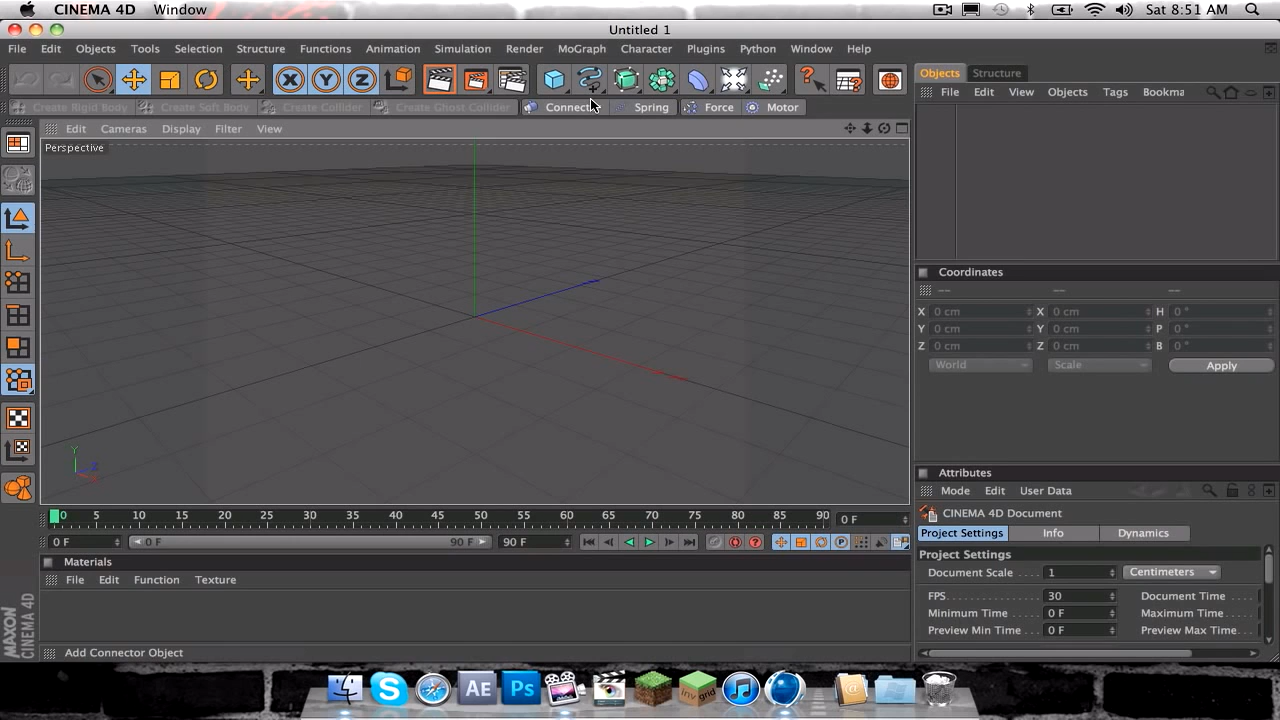 CINEMA 4D Window Sat 8:51 AM
Untitled 1
File Edit Objects Tools Selection Structure Functions Animation Simulation Render MoGraph Character Plugins Python Window Help
Objects Structure
File Edit View Objects Tags Bookma
Create Rigid Body Create Soft Body Create Collider Create Ghost Collider Connect Spring Force Motor
Edit Cameras Display Filter View
Perspective
X Y Z
Y Z
Coordinates
-- -- --
X 0 cm X 0 cm H 0 °
Y 0 cm Y 0 cm P 0 °
Z 0 cm Z 0 cm B 0 °
World Scale Apply
Attributes
Mode Edit User Data
CINEMA 4D Document
Project Settings Info Dynamics
Project Settings
Document Scale .... 1 Centimeters
FPS 30 Document Time
Minimum Time 0 F Maximum Time
Preview Min Time 0 F Preview Max Time
0 5 10 15 20 25 30 35 40 45 50 55 60 65 70 75 80 85 90 0 F
0 F 0 F 90 F 90 F
Materials
File Edit Function Texture
MAXON
CINEMA 4D
Add Connector Object
AE Ps inv grid